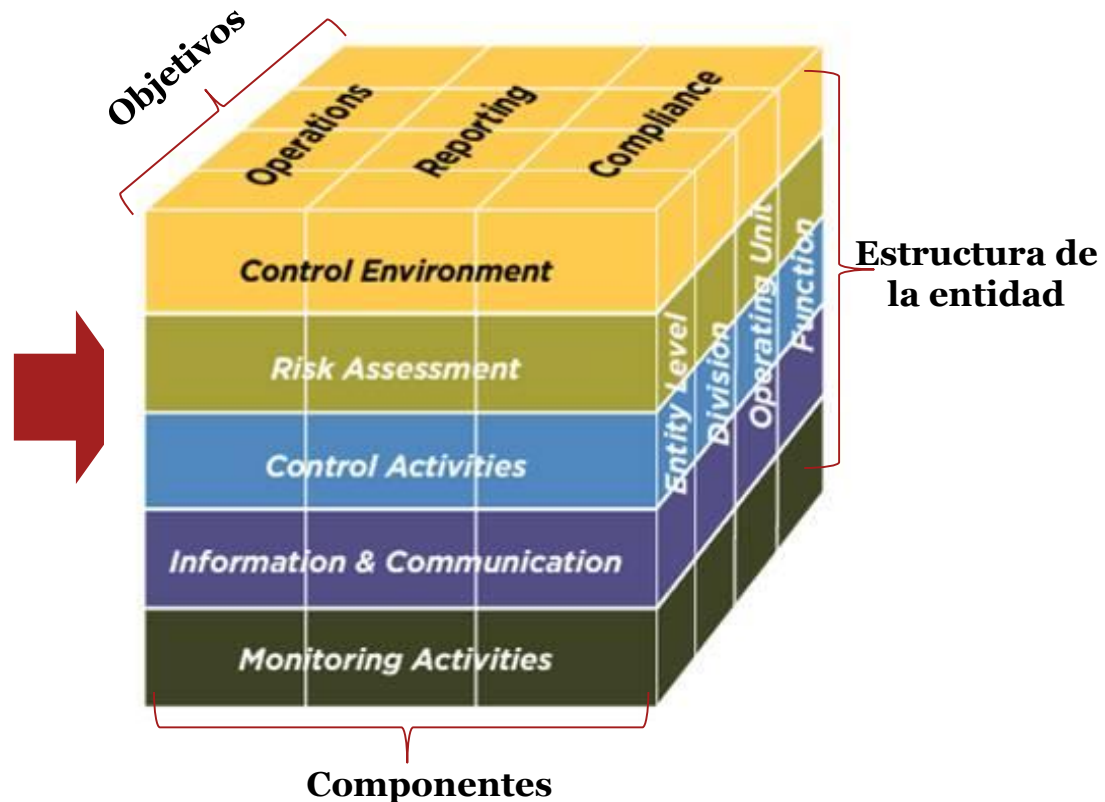 Objetivos
Operations
Reporting
Compliance
Control Environment
Risk Assessment
Control Activities
Information & Communication
Monitoring Activities
Entity Level
Division
Operating Unit
Function
Estructura de
la entidad
Componentes